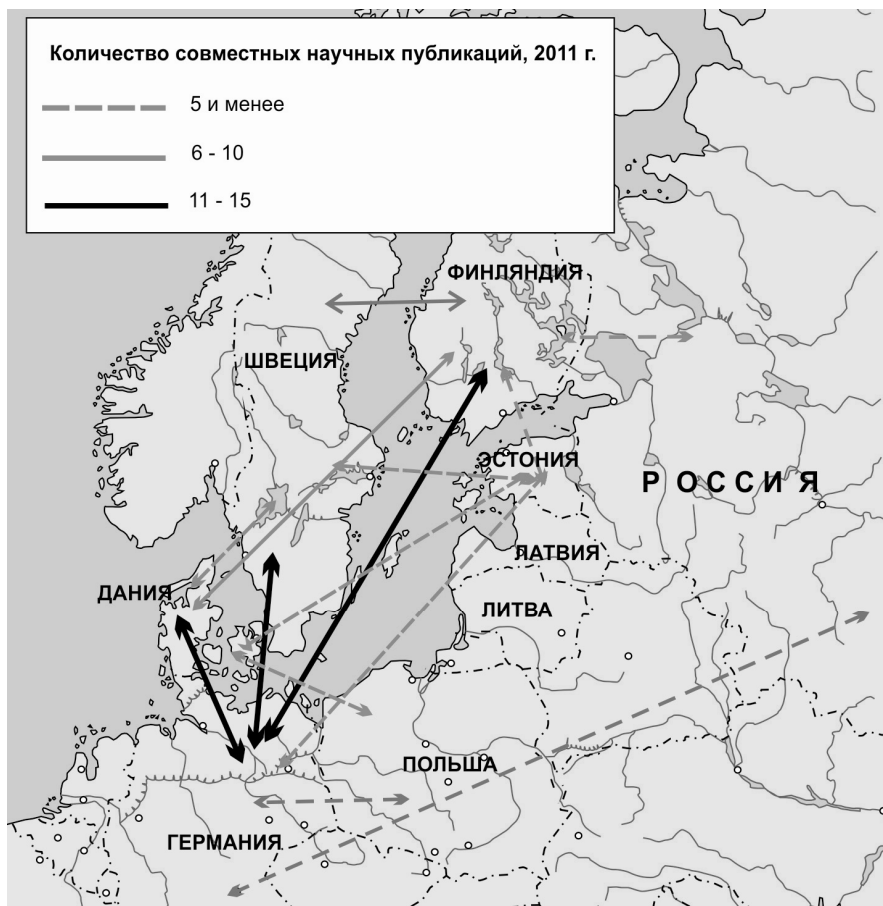 Количество совместных научных публикаций, 2011 г.
5 и менее
6 - 10
11 - 15
ФИНЛЯНДИЯ
ШВЕЦИЯ
ЭСТОНИЯ
РОССИЯ
ЛАТВИЯ
ДАНИЯ
ЛИТВА
ПОЛЬША
ГЕРМАНИЯ